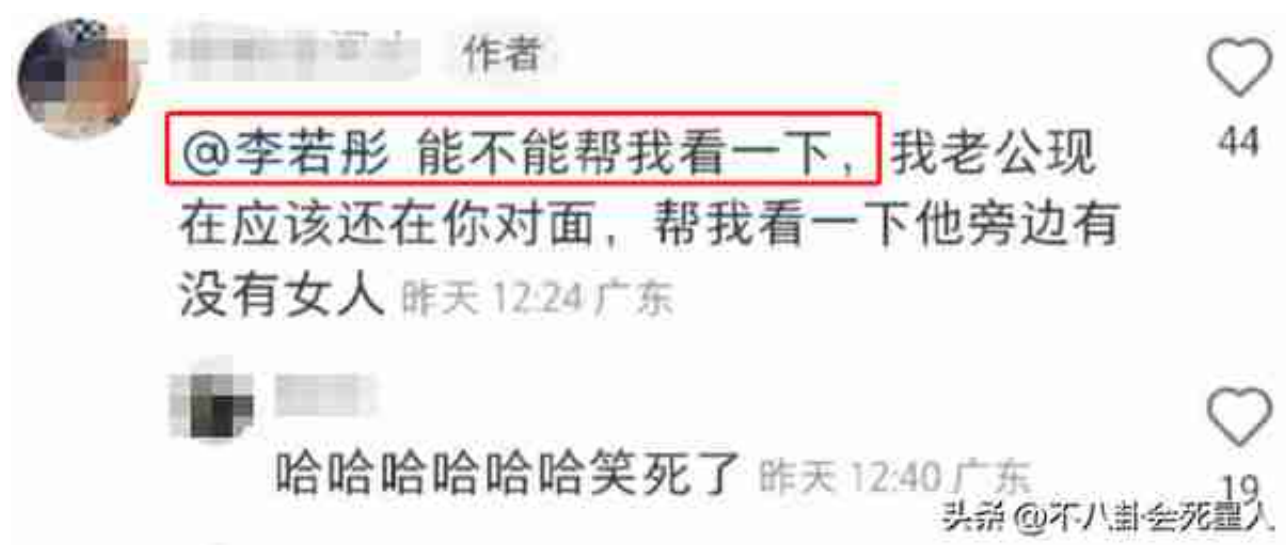 作者
@李若彤 能不能帮我看一下，我老公现
44
在应该还在你对面，帮我看一下他旁边有
没有女人 昨天 12:24 广东
哈哈哈哈哈哈笑死了 昨天 12:40 广东
19
头条 @不八卦会死星人